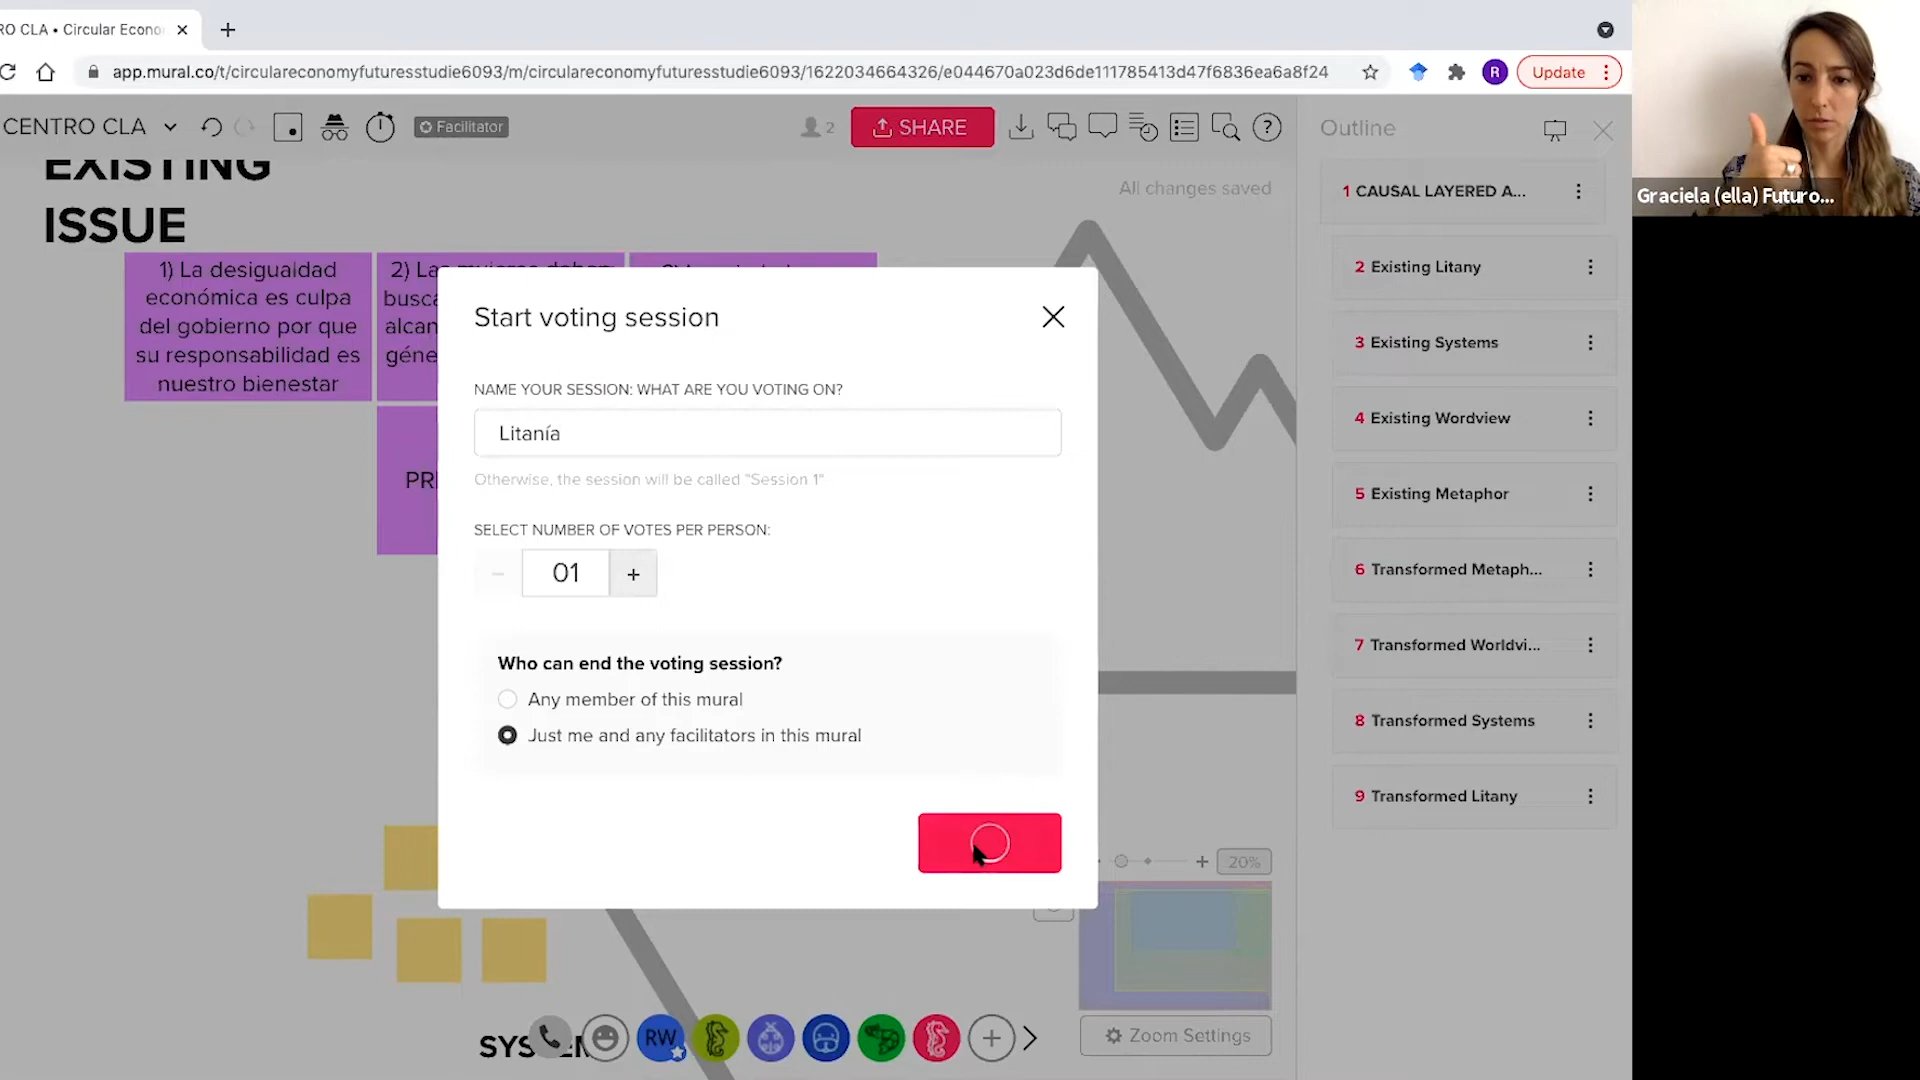 RO CLA • Circular Econo
app.mural.co/t/circulareconomyfuturesstudie6093/m/circulareconomyfuturesstudie6093/1622034664326/e044670a023d6de111785413d47f6836ea6a8f24
R
Update
CENTRO CLA
Facilitator
2
SHARE
?
Outline
EXISTING
ISSUE
All changes saved
1 CAUSAL LAYERED A...
2 Existing Litany
3 Existing Systems
4 Existing Wordview
5 Existing Metaphor
6 Transformed Metaph...
7 Transformed Worldvi...
8 Transformed Systems
9 Transformed Litany
1) La desigualdad
económica es culpa
del gobierno por que
su responsabilidad es
nuestro bienestar
2) Las mujeres deben
busca
alcan
géne
PRI
Start voting session
NAME YOUR SESSION: WHAT ARE YOU VOTING ON?
Litanía
Otherwise, the session will be called "Session 1"
SELECT NUMBER OF VOTES PER PERSON:
− 01 +
Who can end the voting session?
Any member of this mural
Just me and any facilitators in this mural
20%
Zoom Settings
SYSTEM
RW
Graciela (ella) Futuro...